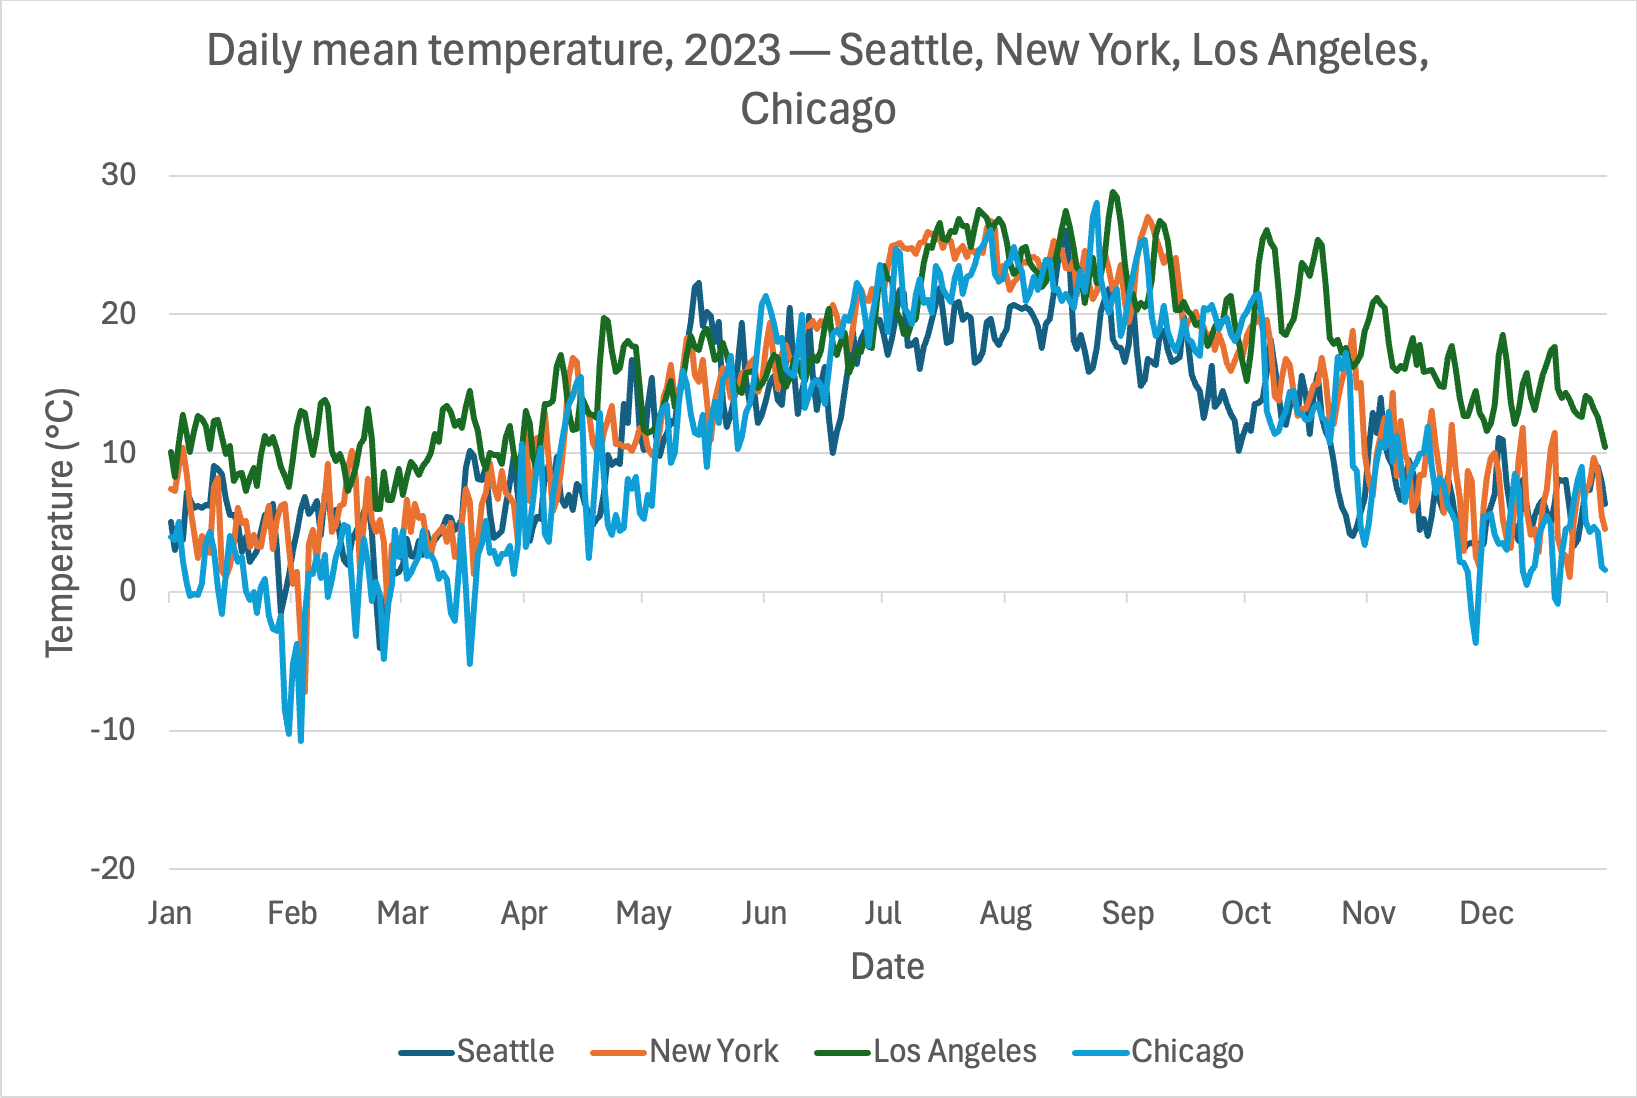 Daily mean temperature, 2023 — Seattle, New York, Los Angeles,
Chicago
30
20
10
0
-10
-20
Temperature (°C)
Jan Feb Mar Apr May Jun Jul Aug Sep Oct Nov Dec
Date
Seattle New York Los Angeles Chicago